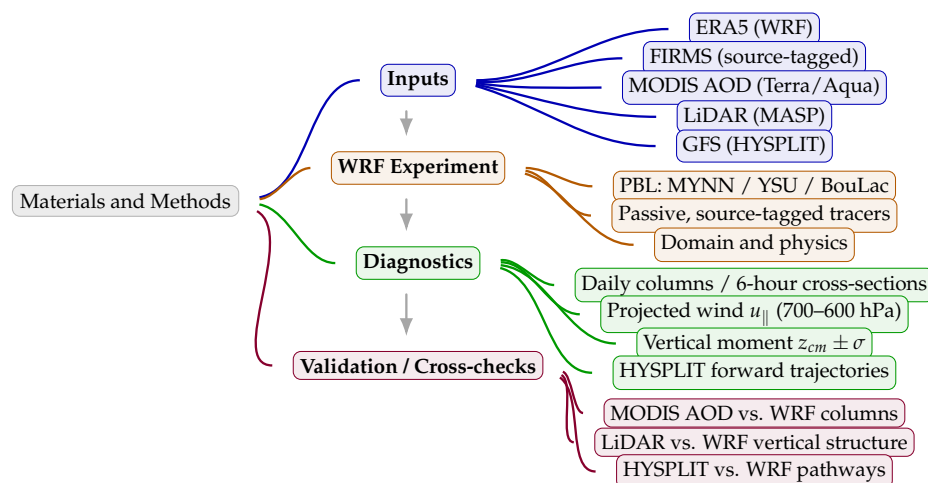 Materials and Methods
Inputs
ERA5 (WRF)
FIRMS (source-tagged)
MODIS AOD (Terra/Aqua)
LiDAR (MASP)
GFS (HYSPLIT)
WRF Experiment
PBL: MYNN / YSU / BouLac
Passive, source-tagged tracers
Domain and physics
Diagnostics
Daily columns / 6-hour cross-sections
Projected wind u∥ (700–600 hPa)
Vertical moment zcm ± σ
HYSPLIT forward trajectories
Validation / Cross-checks
MODIS AOD vs. WRF columns
LiDAR vs. WRF vertical structure
HYSPLIT vs. WRF pathways